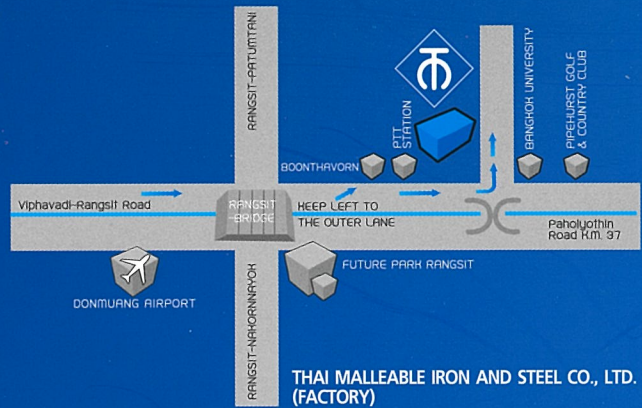 RANGSIT-PATUMTANI
PTT
STATION
BANGKOK UNIVERSITY
PIPEHURST GOLF
& COUNTRY CLUB
BOONTHAVORN
Viphavadi-Rangsit Road
RANGSIT
-BRIDGE
KEEP LEFT TO
THE OUTER LANE
Paholyothin
Road K.M. 37
DONMUANG AIRPORT
FUTURE PARK RANGSIT
RANGSIT-NAKORNNAYOK
THAI MALLEABLE IRON AND STEEL CO., LTD.
(FACTORY)